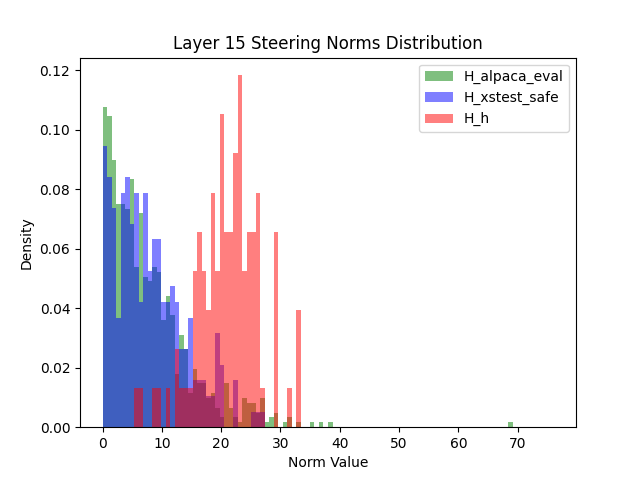 Layer 15 Steering Norms Distribution
H_alpaca_eval
H_xstest_safe
H_h
Density
0.12
0.10
0.08
0.06
0.04
0.02
0.00
0 10 20 30 40 50 60 70
Norm Value